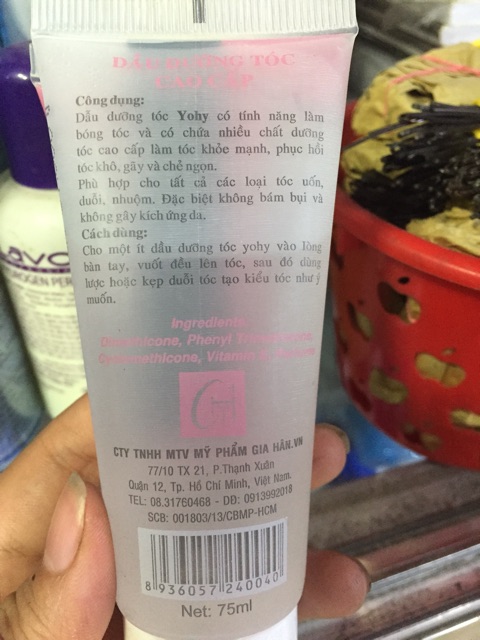 DẦU DƯỠNG TÓC
CAO CẤP
Công dụng:
Dầu dưỡng tóc Yohy có tính năng làm
bóng tóc và có chứa nhiều chất dưỡng
tóc cao cấp làm tóc khỏe mạnh, phục hồi
tóc khô, gãy và chẻ ngọn.
Phù hợp cho tất cả các loại tóc uốn,
duỗi, nhuộm. Đặc biệt không bám bụi và
không gây kích ứng da.
Cách dùng:
Cho một ít dầu dưỡng tóc yohy vào lòng
bàn tay, vuốt đều lên tóc, sau đó dùng
lược hoặc kẹp duỗi tóc tạo kiểu tóc như ý
muốn.
Ingredients:
Phenyl
Vitamin
CTY TNHH MTV MỸ PHẨM GIA HÂN.VN
77/10 TX 21, P.Thạnh Xuân
Quận 12, Tp. Hồ Chí Minh, Việt Nam.
TEL: 08.31760468 - DĐ: 0913992018
SCB: 001803/13/CBMP-HCM
8 936057 240040
Net: 75ml